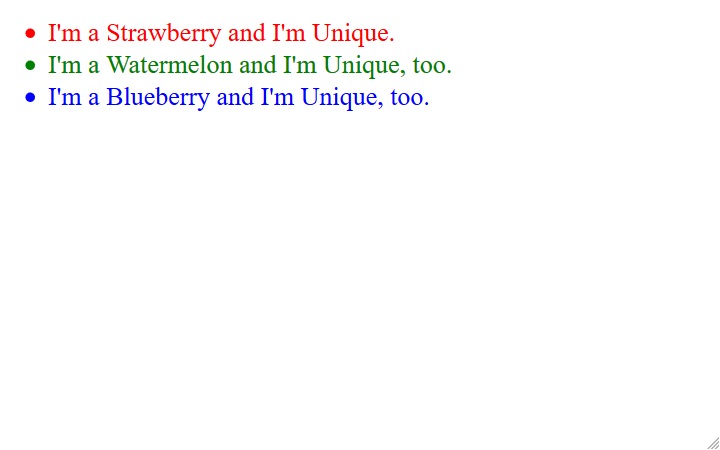 I'm a Strawberry and I'm Unique.
I'm a Watermelon and I'm Unique, too.
I'm a Blueberry and I'm Unique, too.